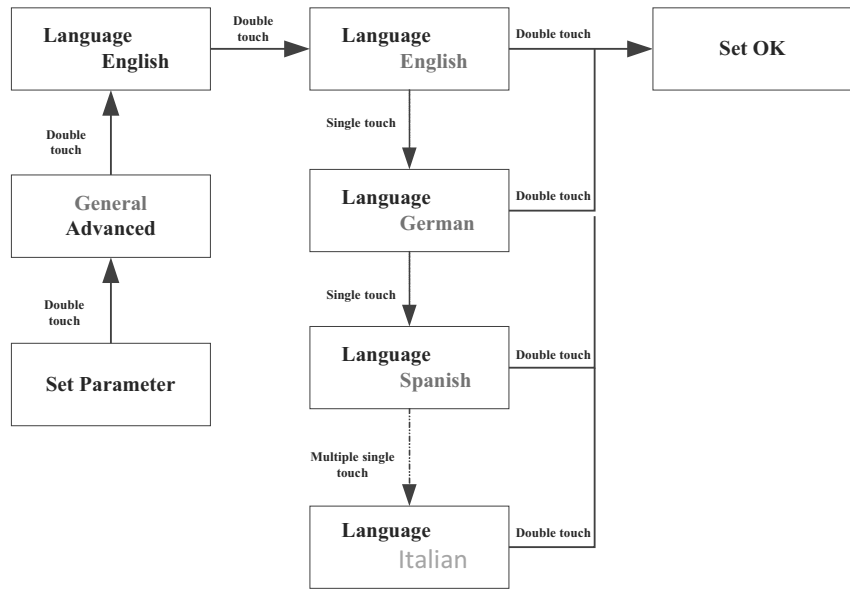 Language
English
Double
touch
Language
English
Double touch
Set OK
Double
touch
Single touch
General
Advanced
Language
German
Double touch
Double
touch
Single touch
Set Parameter
Language
Spanish
Double touch
Multiple single
touch
Language
Italian
Double touch